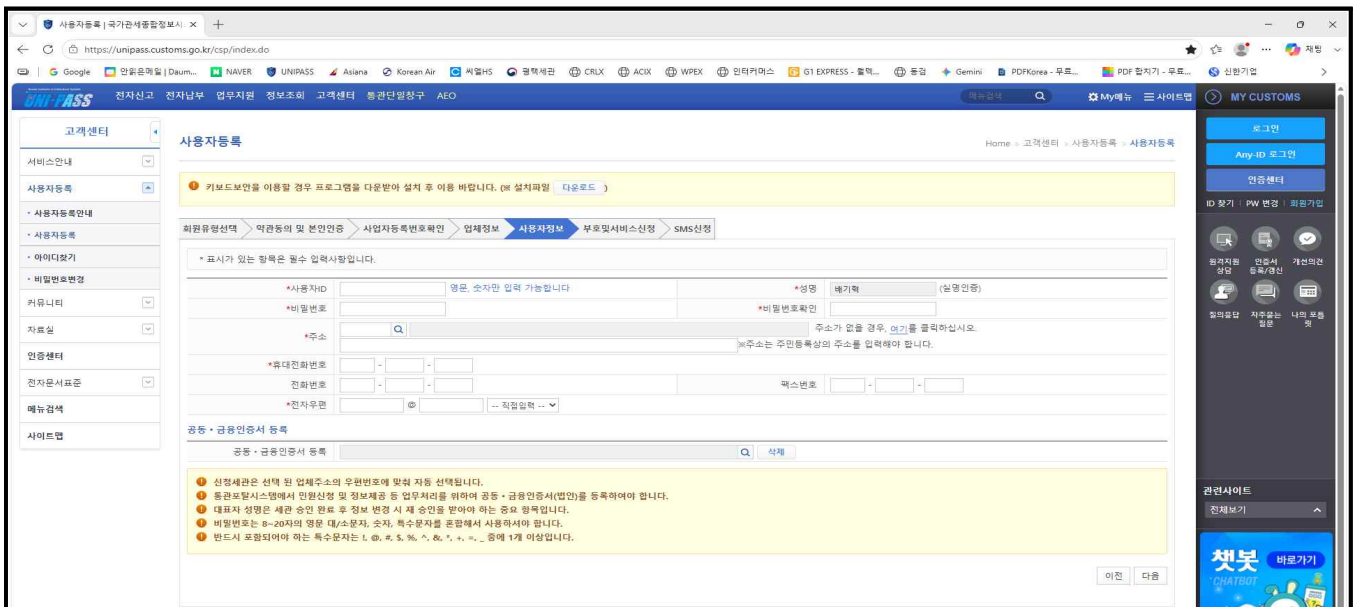 사용자등록 | 국가관세종합정보시
https://unipass.customs.go.kr/csp/index.do
재팅
Google 안읽은메일 | Daum... NAVER UNIPASS Asiana Korean Air 씨엘HS 평택세관 CRLX ACIX WPEX 인터커머스 G1 EXPRESS - 퀄덱... 동검 Gemini PDFKorea - 무료... PDF 합치기 - 무료... 신한기업
UNI-PASS 전자신고 전자납부 업무지원 정보조회 고객센터 통관단일창구 AEO 메뉴검색 My메뉴 사이트맵 MY CUSTOMS
고객센터
서비스안내
사용자등록
사용자등록안내
사용자등록
아이디찾기
비밀번호변경
커뮤니티
자료실
인증센터
전자문서표준
메뉴검색
사이트맵
사용자등록
Home > 고객센터 > 사용자등록 > 사용자등록
키보드보안을 이용할 경우 프로그램을 다운받아 설치 후 이용 바랍니다. (※ 설치파일 다운로드 )
회원유형선택 약관동의 및 본인인증 사업자등록번호확인 업체정보 사용자정보 부호및서비스신청 SMS신청
* 표시가 있는 항목은 필수 입력사항입니다.
*사용자ID 영문, 숫자만 입력 가능합니다 *성명 배기혁 (실명인증)
*비밀번호 *비밀번호확인
*주소 주소가 없을 경우, 여기를 클릭하십시오.
※주소는 주민등록상의 주소를 입력해야 합니다.
*휴대전화번호 - -
전화번호 - - 팩스번호 - -
*전자우편 @ -- 직접입력 --
공동·금융인증서 등록
공동·금융인증서 등록 삭제
신청세관은 선택 된 업체주소의 우편번호에 맞춰 자동 선택됩니다.
통관포탈시스템에서 민원신청 및 정보제공 등 업무처리를 위하여 공동·금융인증서(법인)를 등록하여야 합니다.
대표자 성명은 세관 승인 완료 후 정보 변경 시 재 승인을 받아야 하는 중요 항목입니다.
비밀번호는 8~20자의 영문 대/소문자, 숫자, 특수문자를 혼합해서 사용하셔야 합니다.
반드시 포함되어야 하는 특수문자는 !, @, #, $, %, ^, &, *, +, =, _ 중에 1개 이상입니다.
이전 다음
로그인
Any-ID 로그인
인증센터
ID 찾기 | PW 변경 | 회원가입
원격지원 상담 인증서 등록/갱신 개선의견
질의응답 자주묻는 질문 나의 포틀릿
관련사이트
전체보기
챗봇 바로가기
CHATBOT